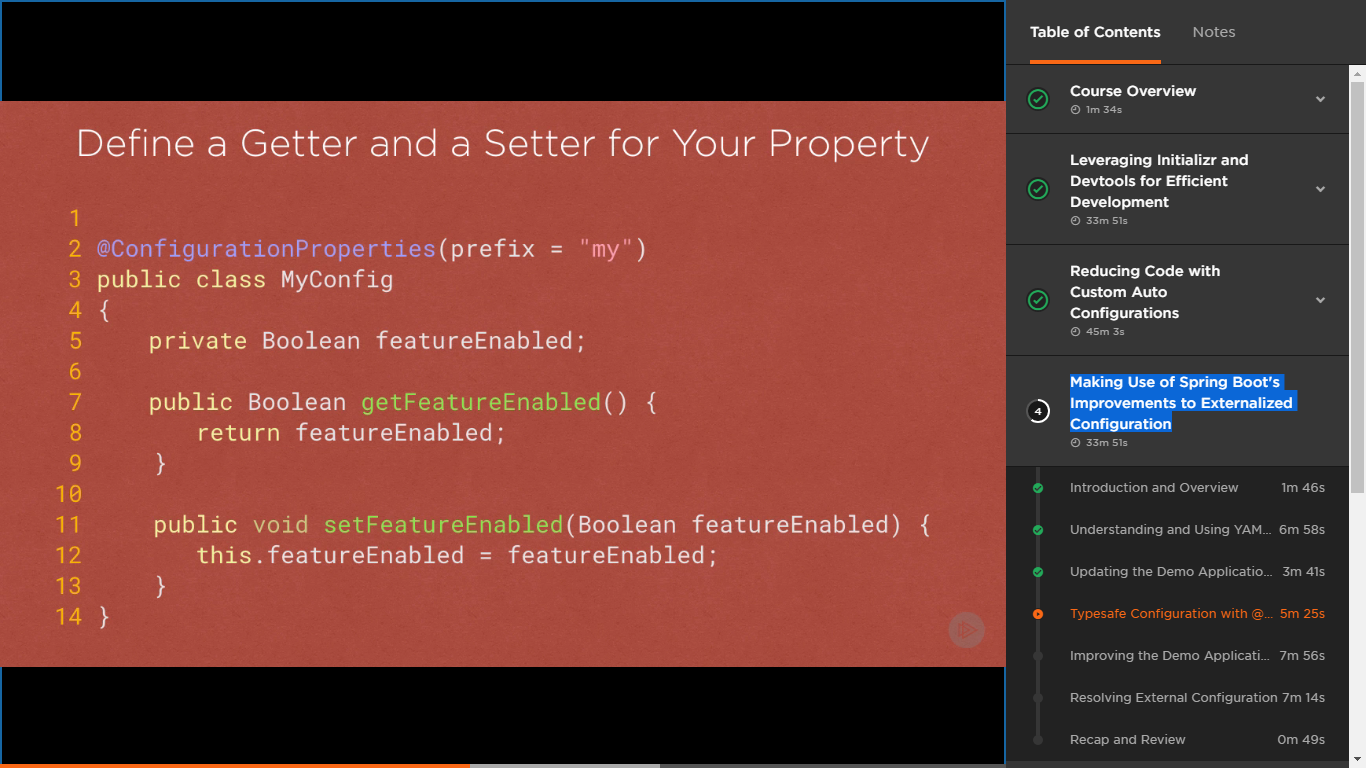 Define a Getter and a Setter for Your Property
1
2 @ConfigurationProperties(prefix = "my")
3 public class MyConfig
4 {
5 private Boolean featureEnabled;
6
7 public Boolean getFeatureEnabled() {
8 return featureEnabled;
9 }
10
11 public void setFeatureEnabled(Boolean featureEnabled) {
12 this.featureEnabled = featureEnabled;
13 }
14 }
Table of Contents Notes
Course Overview
1m 34s
Leveraging Initializr and
Devtools for Efficient
Development
33m 51s
Reducing Code with
Custom Auto
Configurations
45m 3s
4
Making Use of Spring Boot's
Improvements to Externalized
Configuration
33m 51s
Introduction and Overview 1m 46s
Understanding and Using YAM... 6m 58s
Updating the Demo Applicatio... 3m 41s
Typesafe Configuration with @... 5m 25s
Improving the Demo Applicati... 7m 56s
Resolving External Configuration 7m 14s
Recap and Review 0m 49s